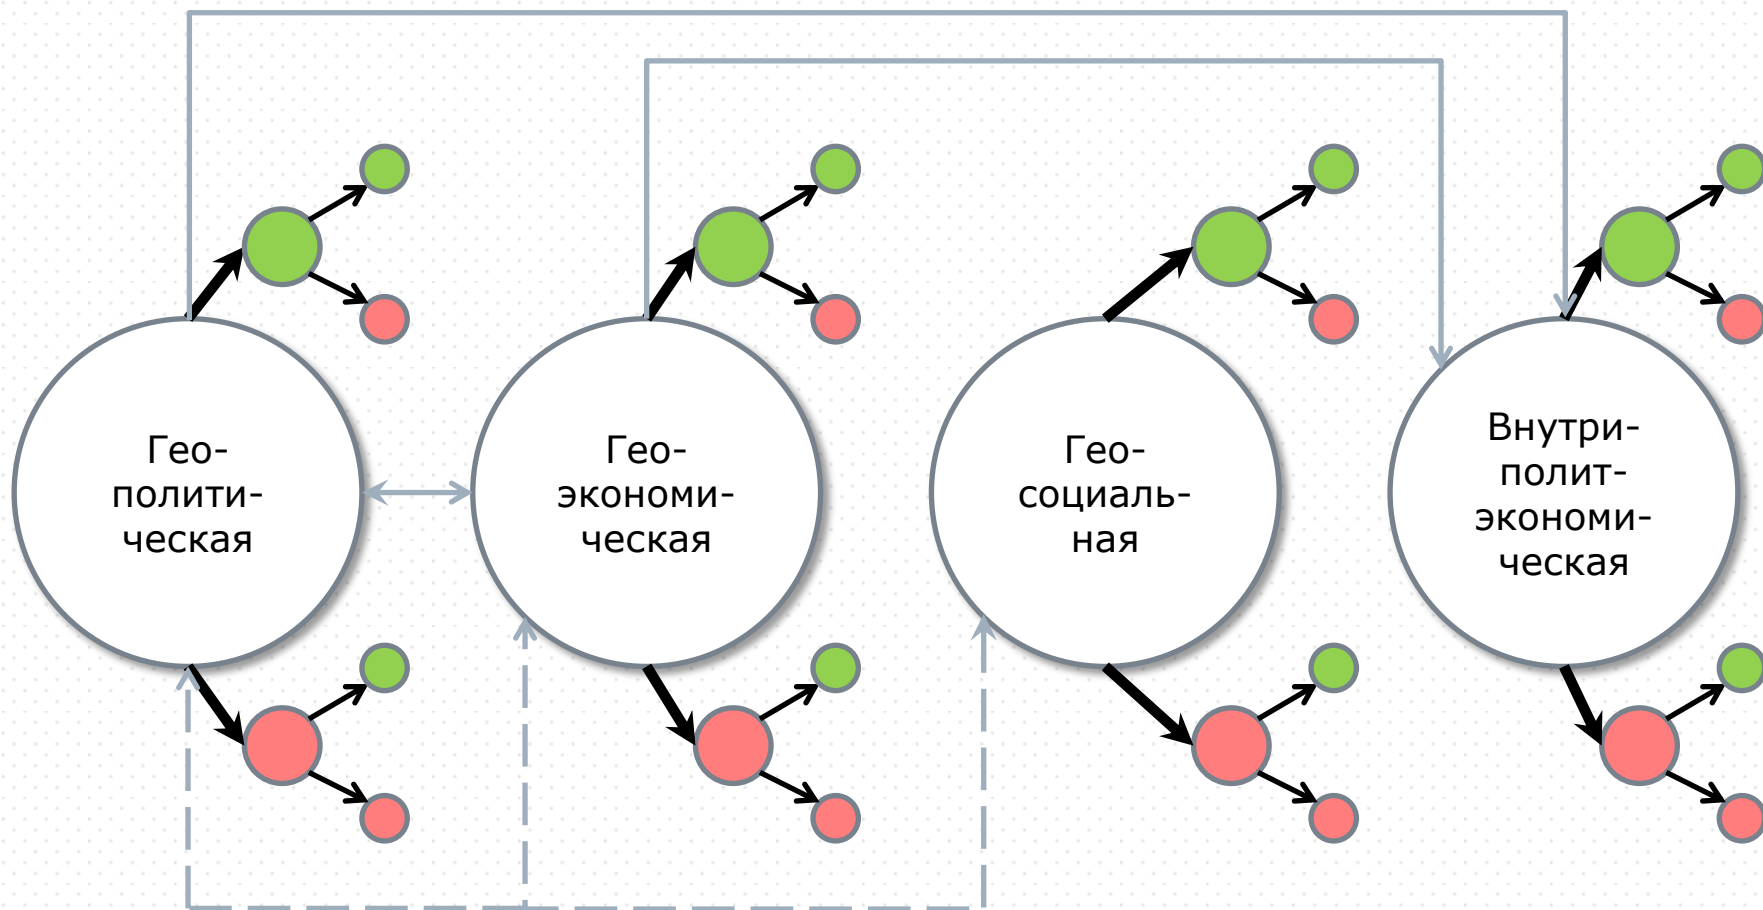 Гео-
полити-
ческая
Гео-
экономи-
ческая
Гео-
социаль-
ная
Внутри-
полит-
экономи-
ческая